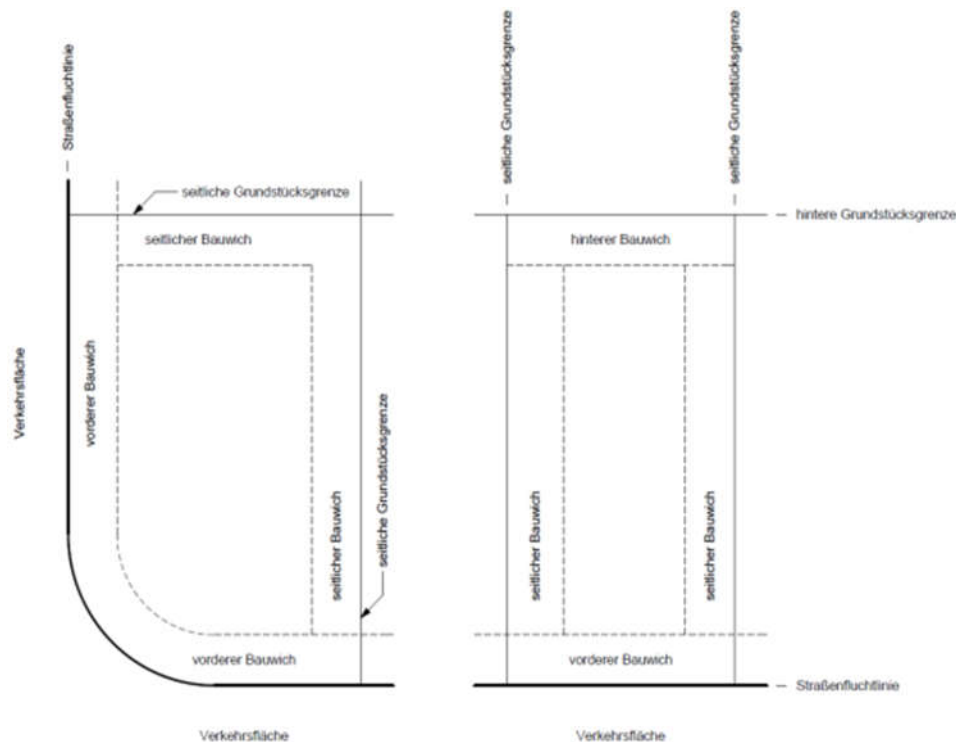 Straßenfluchtlinie
seitliche Grundstücksgrenze
seitlicher Bauwich
Verkehrsfläche
vorderer Bauwich
seitlicher Bauwich
seitliche Grundstücksgrenze
vorderer Bauwich
Verkehrsfläche
seitliche Grundstücksgrenze
seitliche Grundstücksgrenze
hintere Grundstücksgrenze
hinterer Bauwich
seitlicher Bauwich
seitlicher Bauwich
vorderer Bauwich
Straßenfluchtlinie
Verkehrsfläche